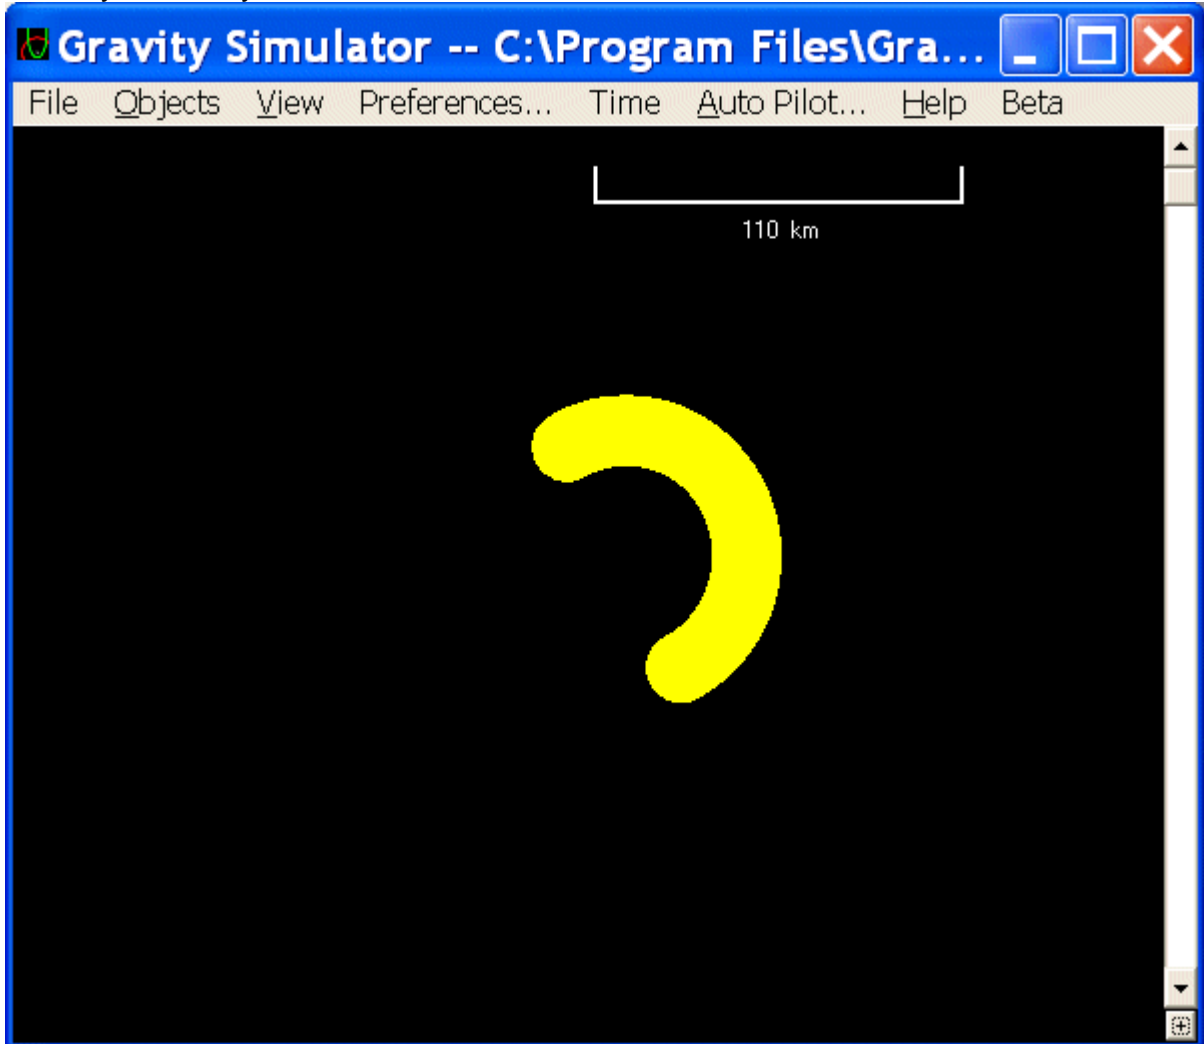 Gravity Simulator -- C:\Program Files\Gra...
File Objects View Preferences... Time Auto Pilot... Help Beta
110 km